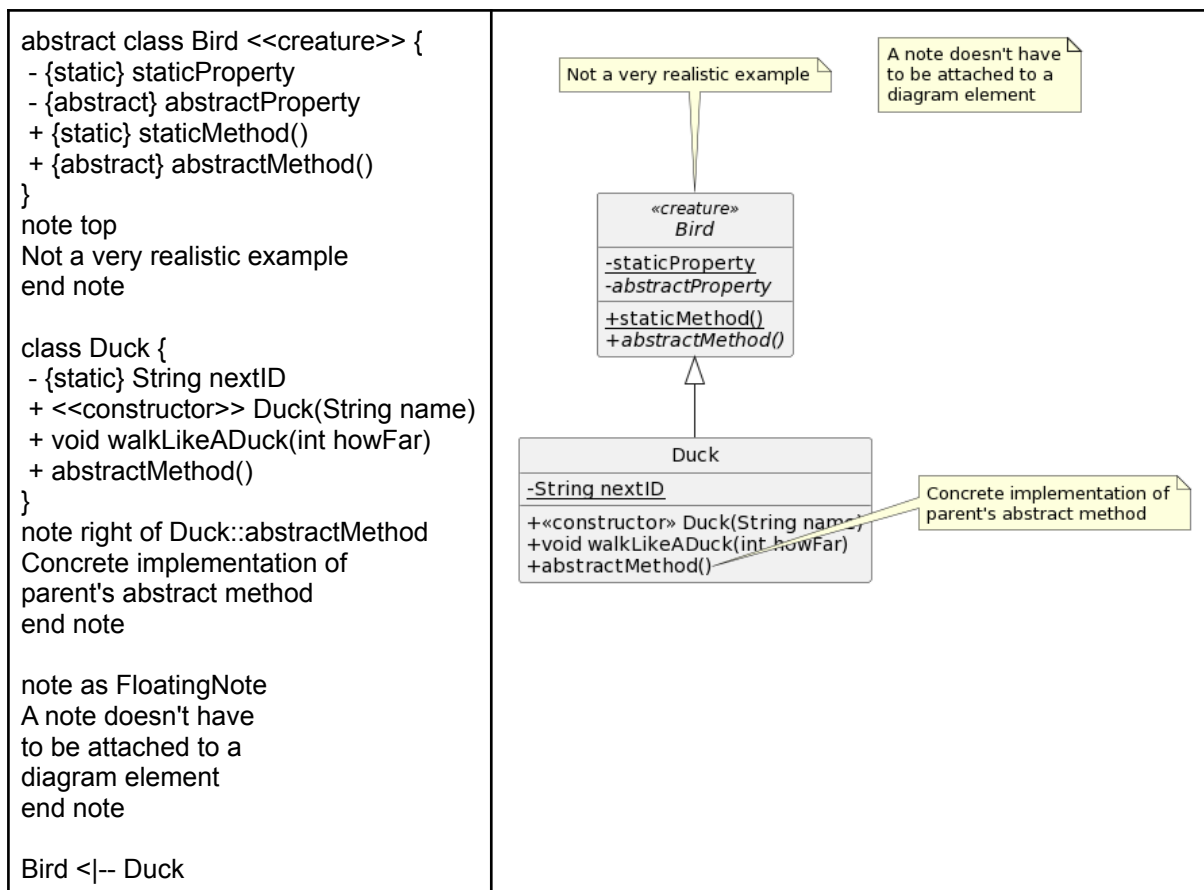 abstract class Bird <<creature>> {
- {static} staticProperty
- {abstract} abstractProperty
+ {static} staticMethod()
+ {abstract} abstractMethod()
}
note top
Not a very realistic example
end note
class Duck {
- {static} String nextID
+ <<constructor>> Duck(String name)
+ void walkLikeADuck(int howFar)
+ abstractMethod()
}
note right of Duck::abstractMethod
Concrete implementation of
parent's abstract method
end note
note as FloatingNote
A note doesn't have
to be attached to a
diagram element
end note
Bird <|-- Duck
Not a very realistic example
A note doesn't have
to be attached to a
diagram element
«creature»
Bird
-staticProperty
-abstractProperty
+staticMethod()
+abstractMethod()
Duck
-String nextID
+«constructor» Duck(String name)
+void walkLikeADuck(int howFar)
+abstractMethod()
Concrete implementation of
parent's abstract method